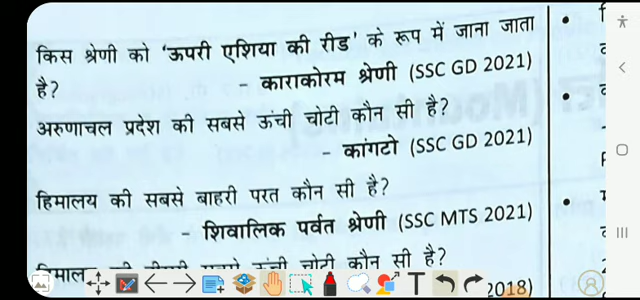 किस श्रेणी को 'ऊपरी एशिया की रीड' के रूप में जाना जाता
है? – काराकोरम श्रेणी (SSC GD 2021)
अरुणाचल प्रदेश की सबसे ऊंची चोटी कौन सी है?
– कांगटो (SSC GD 2021)
हिमालय की सबसे बाहरी परत कौन सी है?
– शिवालिक पर्वत श्रेणी (SSC MTS 2021)
ऊंची चोटी कौन सी है?
2018)